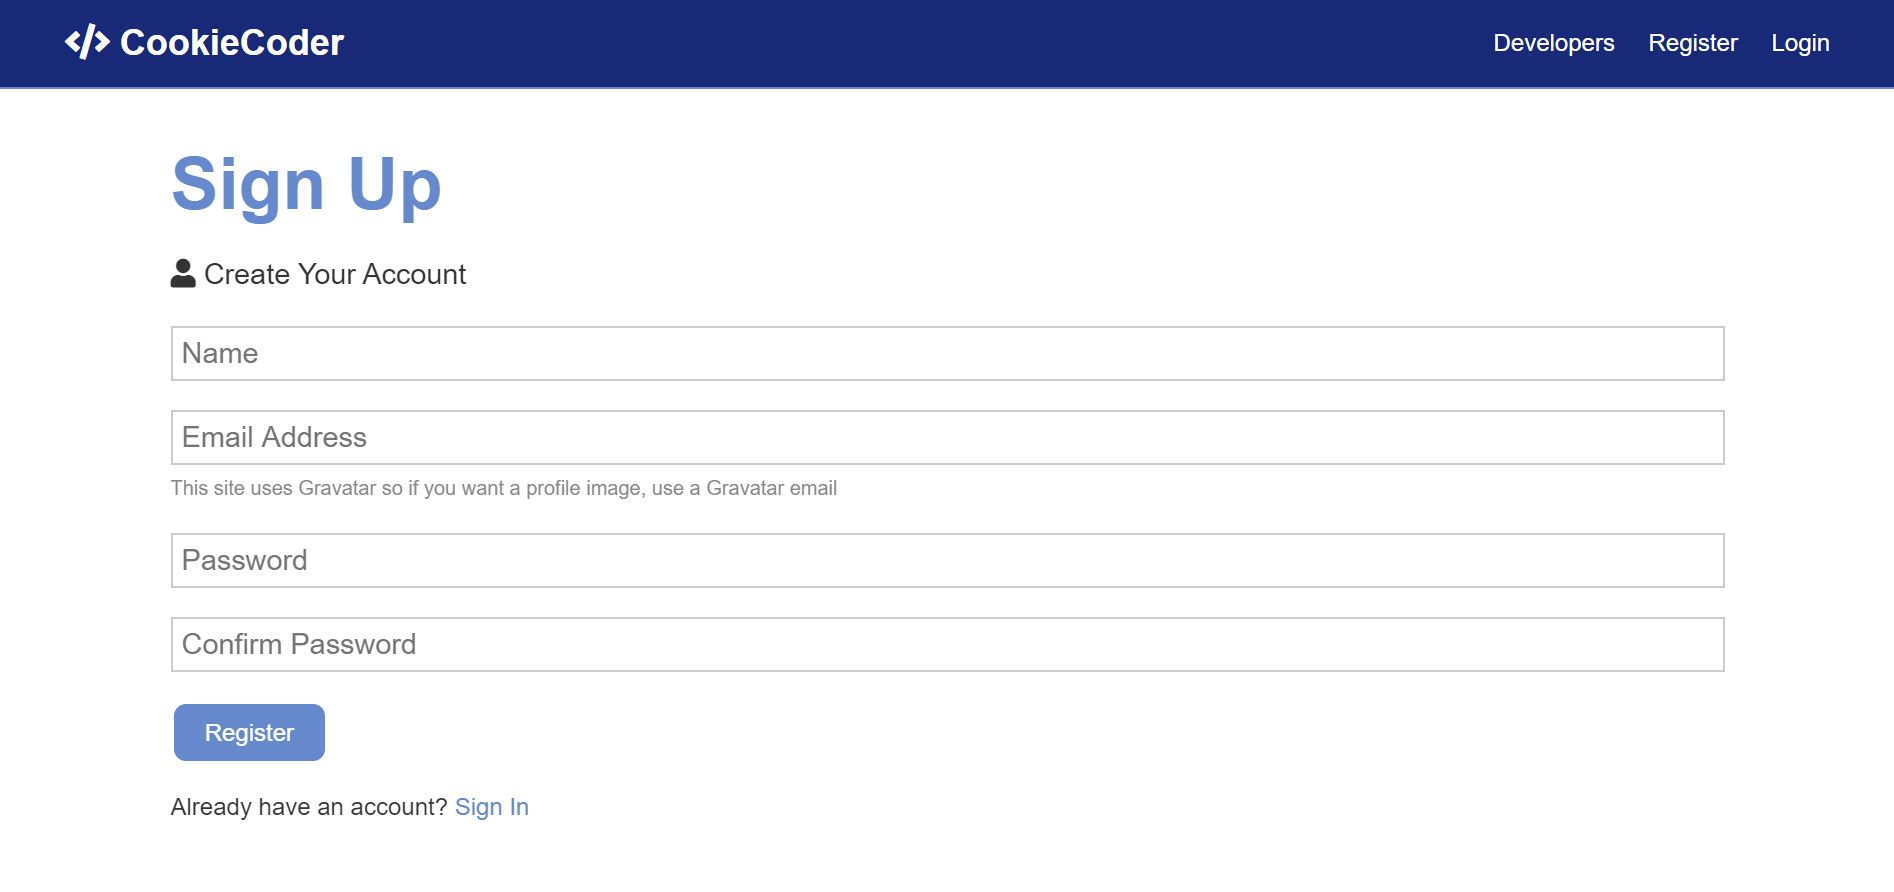 CookieCoder
Developers Register Login
Sign Up
Create Your Account
Name
Email Address
This site uses Gravatar so if you want a profile image, use a Gravatar email
Password
Confirm Password
Register
Already have an account? Sign In